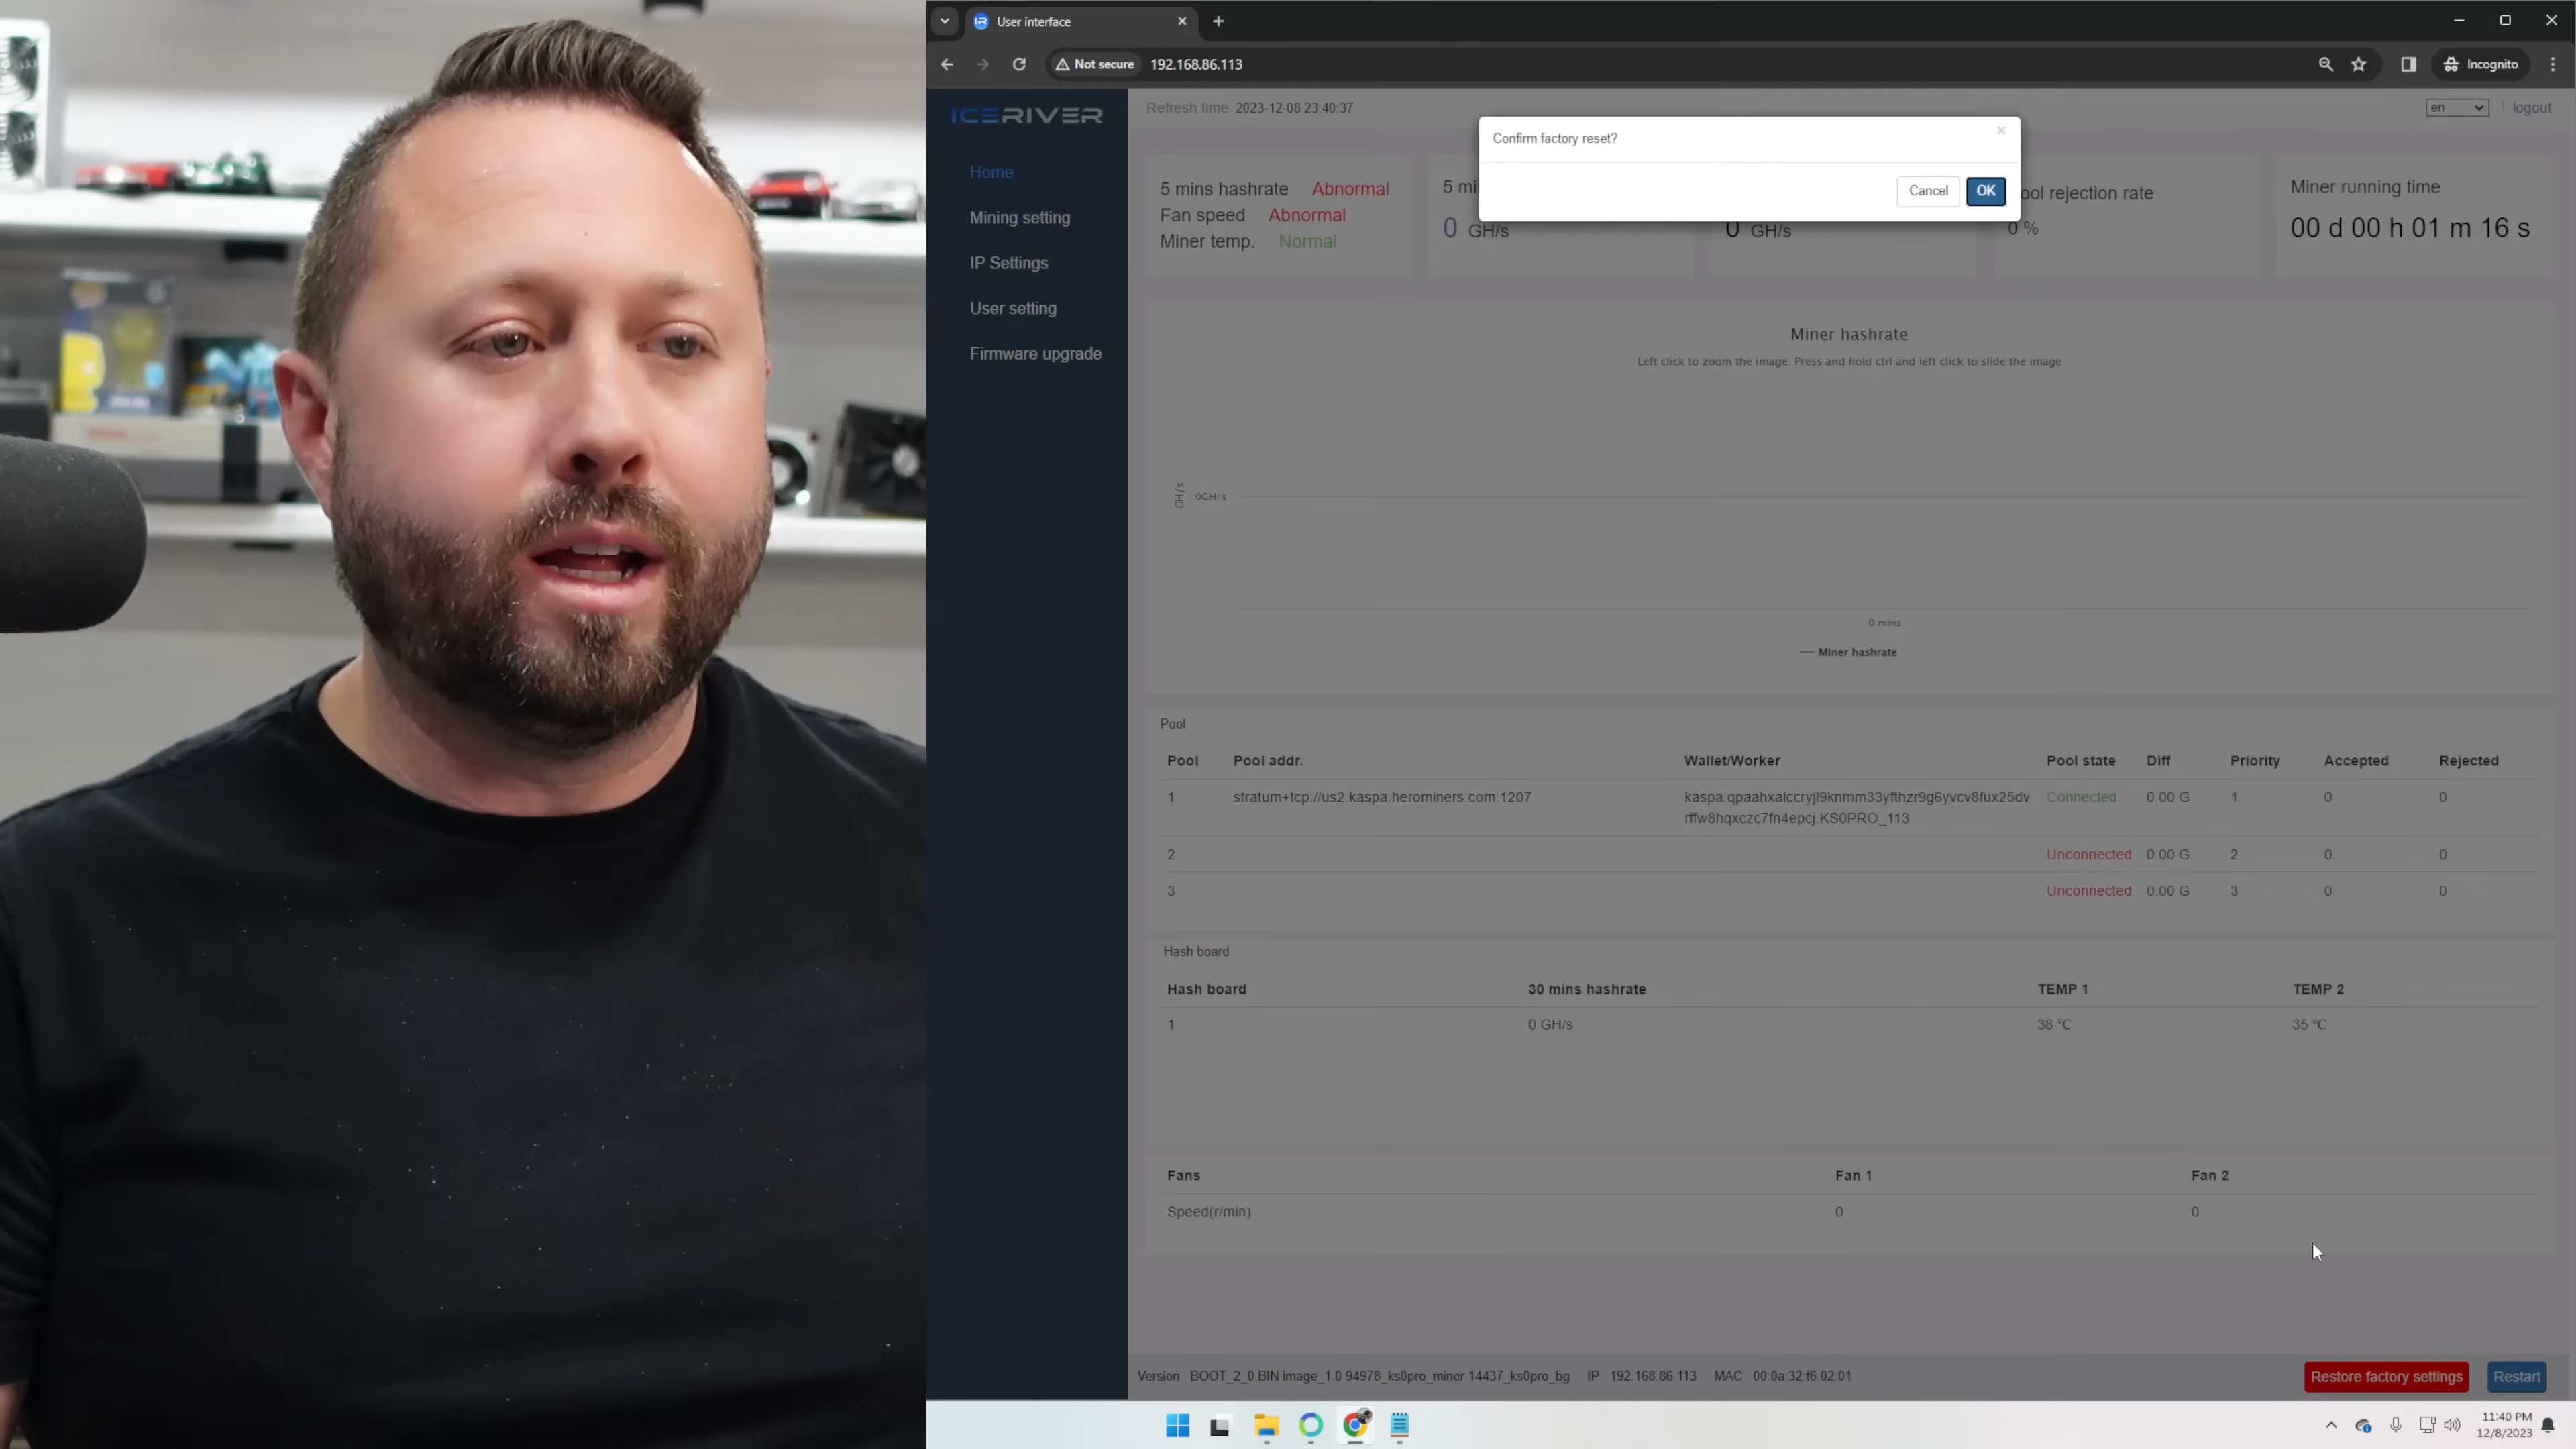 User interface
Not secure 192.168.86.113
Incognito
ICERIVER
Refresh time 2023-12-08 23:40:37
en
logout
Confirm factory reset?
Cancel
OK
Home
Mining setting
IP Settings
User setting
Firmware upgrade
5 mins hashrate Abnormal
Fan speed Abnormal
Miner temp. Normal
5 mi
0 GH/s
0 GH/s
ool rejection rate
0 %
Miner running time
00 d 00 h 01 m 16 s
Miner hashrate
Left click to zoom the image. Press and hold ctrl and left click to slide the image
GH/s
0GH/s
0 mins
Miner hashrate
Pool
Pool Pool addr. Wallet/Worker Pool state Diff Priority Accepted Rejected
1 stratum+tcp://us2.kaspa.herominers.com:1207 kaspa:qpaahxalccryjl9knmm33yfthzr9g6yvcv8fux25dv Connected 0.00 G 1 0 0
rffw8hqxczc7fn4epcj.KS0PRO_113
2 Unconnected 0.00 G 2 0 0
3 Unconnected 0.00 G 3 0 0
Hash board
Hash board 30 mins hashrate TEMP 1 TEMP 2
1 0 GH/s 38 °C 35 °C
Fans Fan 1 Fan 2
Speed(r/min) 0 0
Version BOOT_2_0.BIN image_1.0 94978_ks0pro_miner 14437_ks0pro_bg IP 192.168.86.113 MAC 00:0a:32:f6:02:01
Restore factory settings
Restart
11:40 PM
12/8/2023